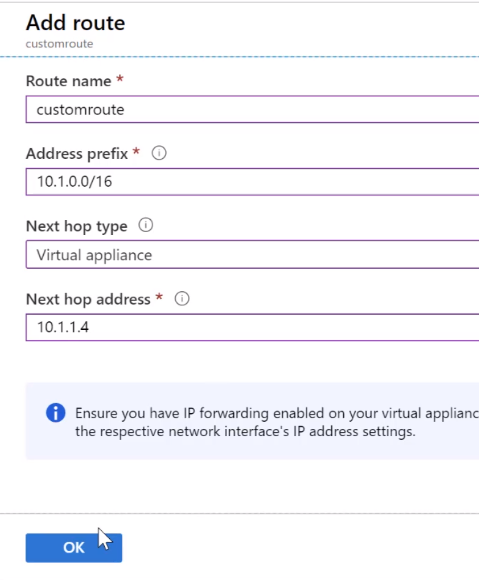 Add route
customroute
Route name *
customroute
Address prefix *
10.1.0.0/16
Next hop type
Virtual appliance
Next hop address *
10.1.1.4
Ensure you have IP forwarding enabled on your virtual applianc
the respective network interface's IP address settings.
OK